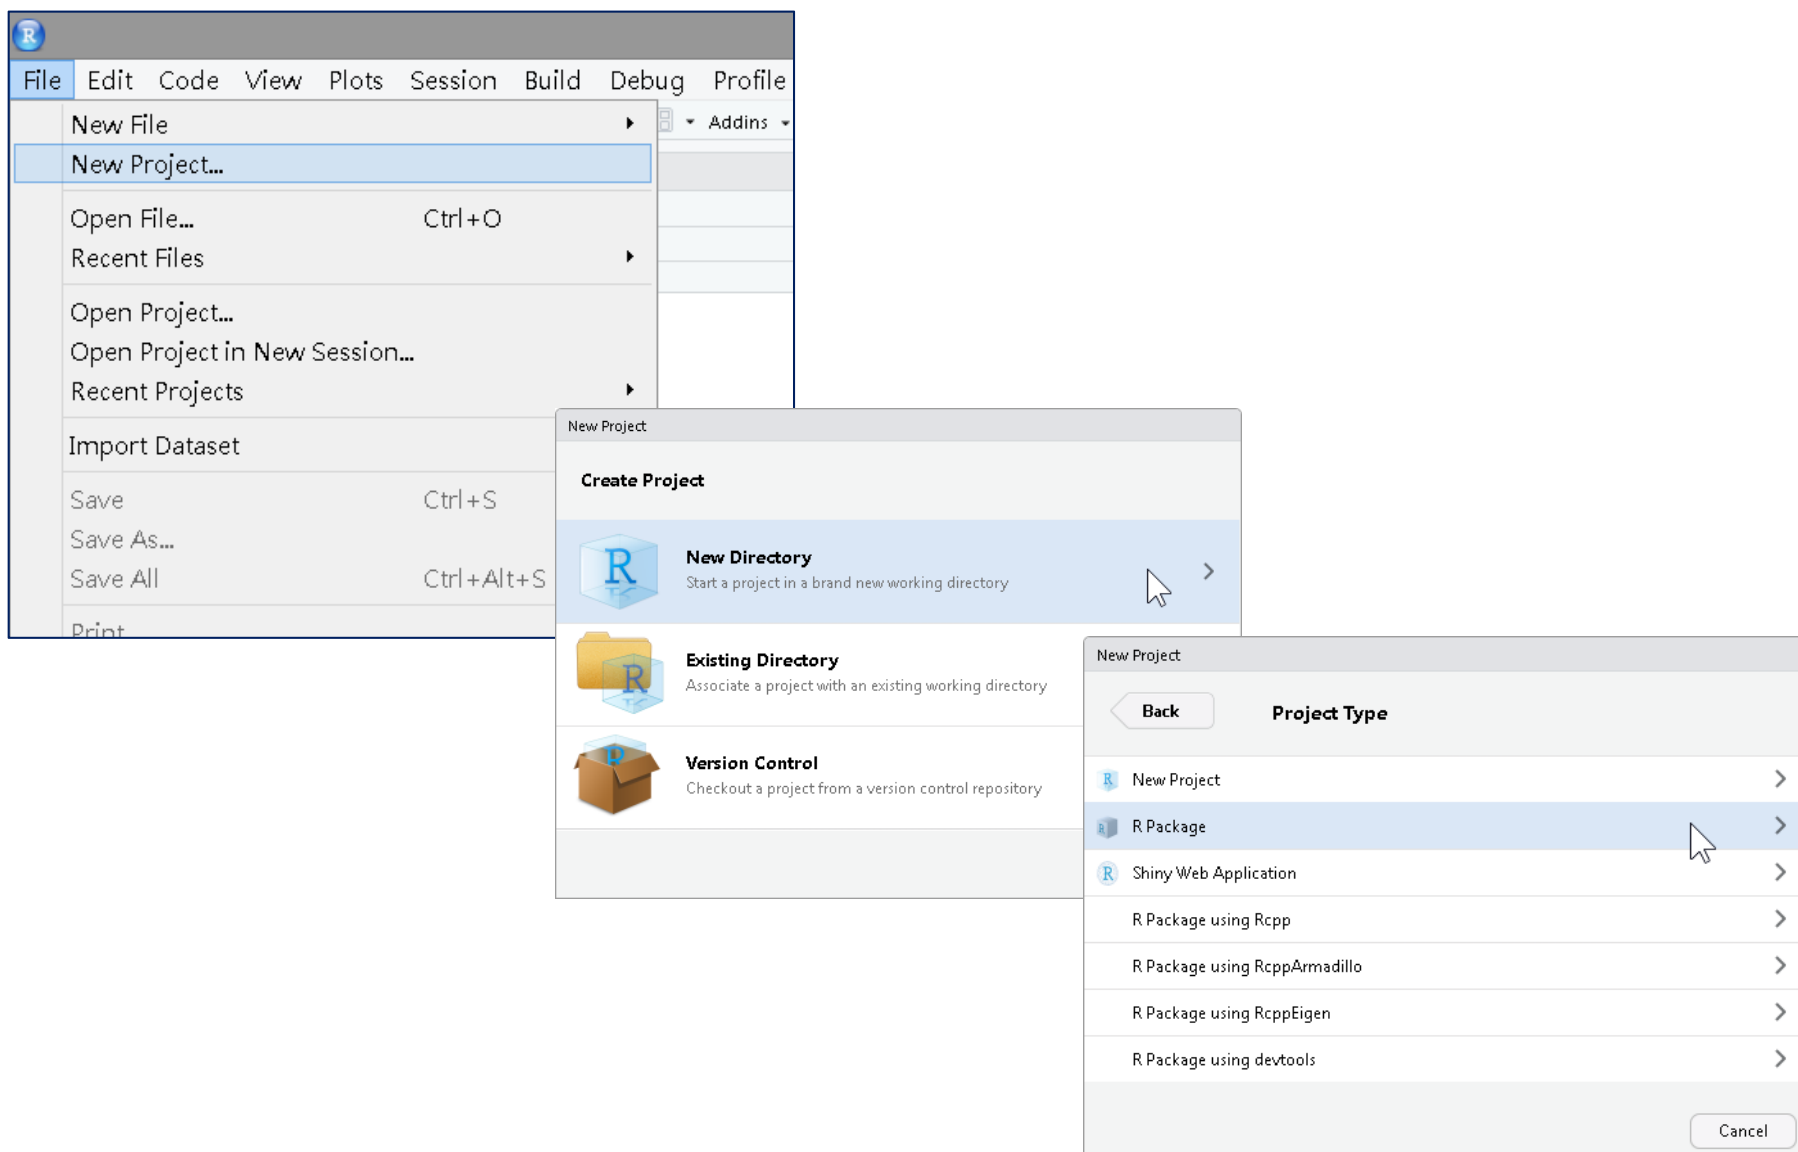 R
File Edit Code View Plots Session Build Debug Profile
New File
Addins
New Project...
Open File... Ctrl+O
Recent Files
Open Project...
Open Project in New Session...
Recent Projects
Import Dataset
Save Ctrl+S
Save As...
Save All Ctrl+Alt+S
Print
New Project
Create Project
R
New Directory
Start a project in a brand new working directory
R
Existing Directory
Associate a project with an existing working directory
R
Version Control
Checkout a project from a version control repository
New Project
Back Project Type
R New Project
R R Package
R Shiny Web Application
R Package using Rcpp
R Package using RcppArmadillo
R Package using RcppEigen
R Package using devtools
Cancel